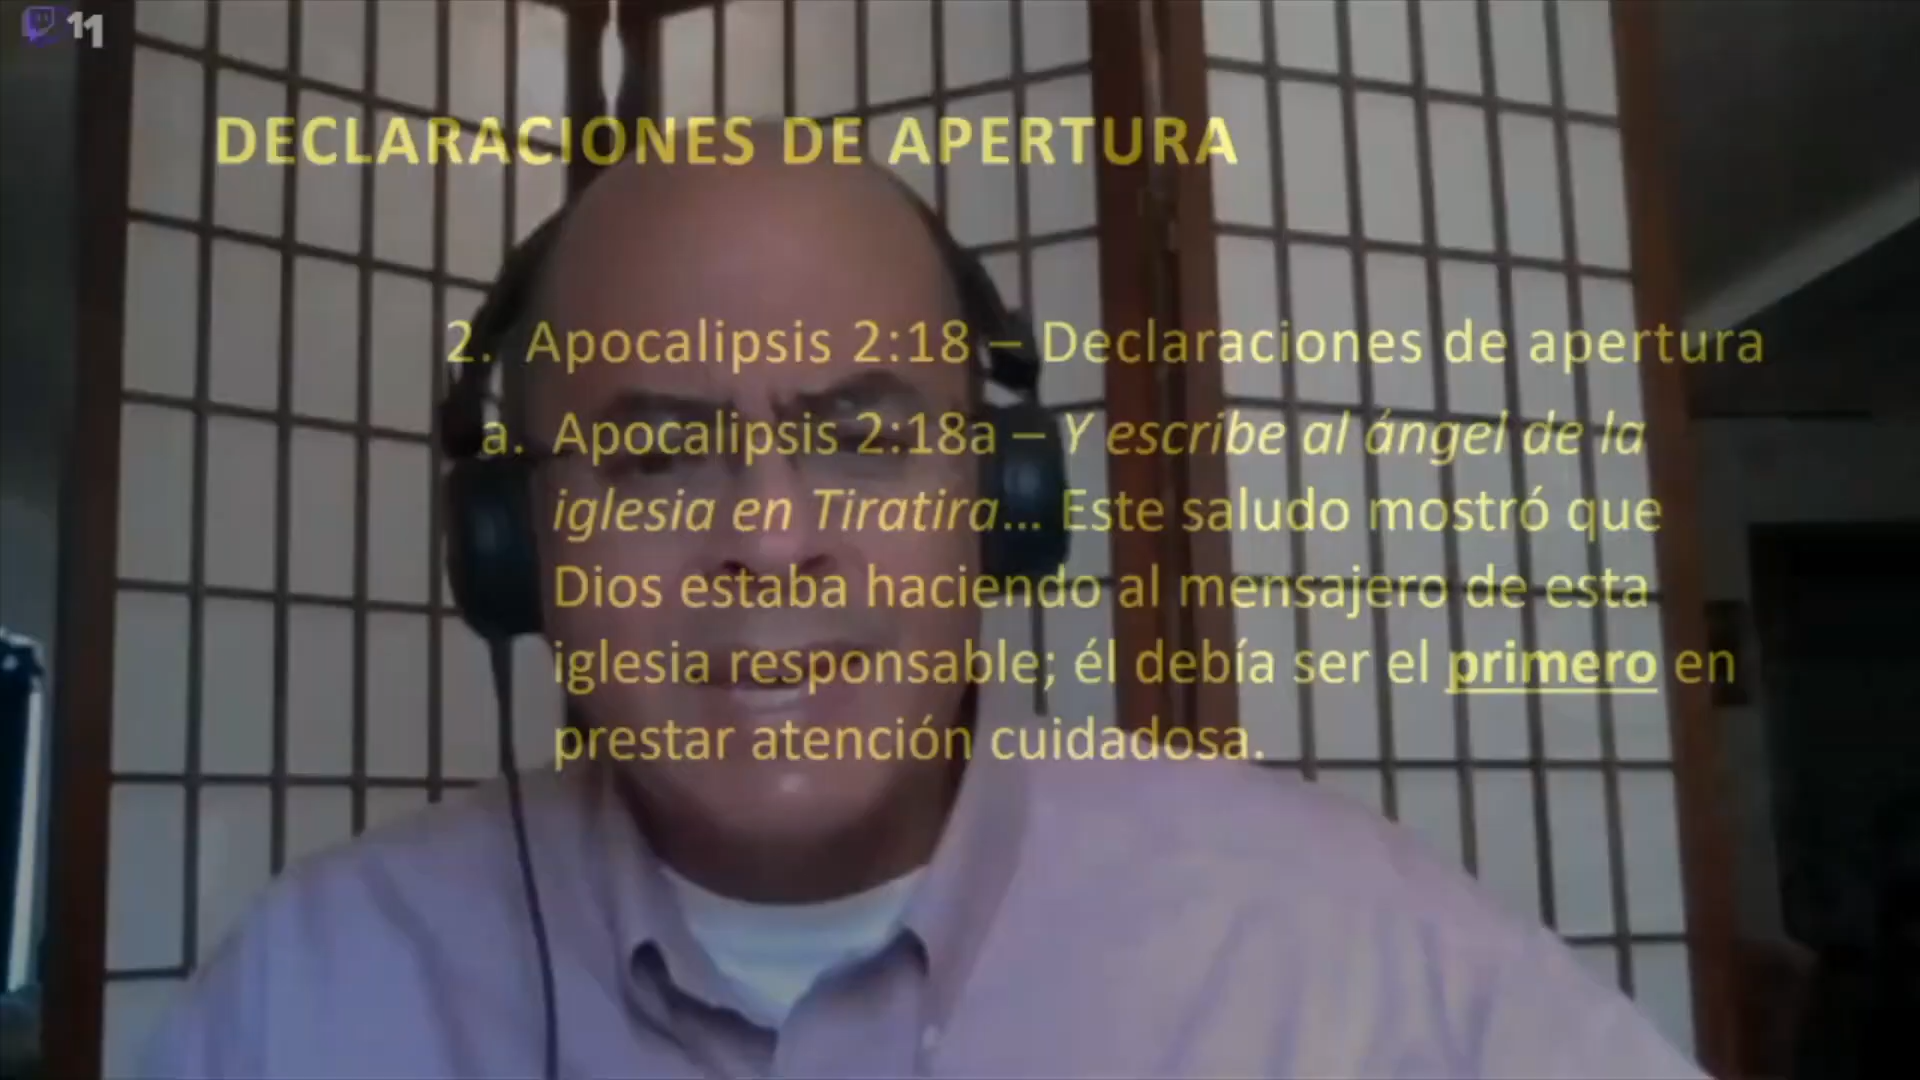 11
DECLARACIONES DE APERTURA
2. Apocalipsis 2:18 – Declaraciones de apertura
a. Apocalipsis 2:18a – Y escribe al ángel de la
iglesia en Tiratira... Este saludo mostró que
Dios estaba haciendo al mensajero de esta
iglesia responsable; él debía ser el primero en
prestar atención cuidadosa.